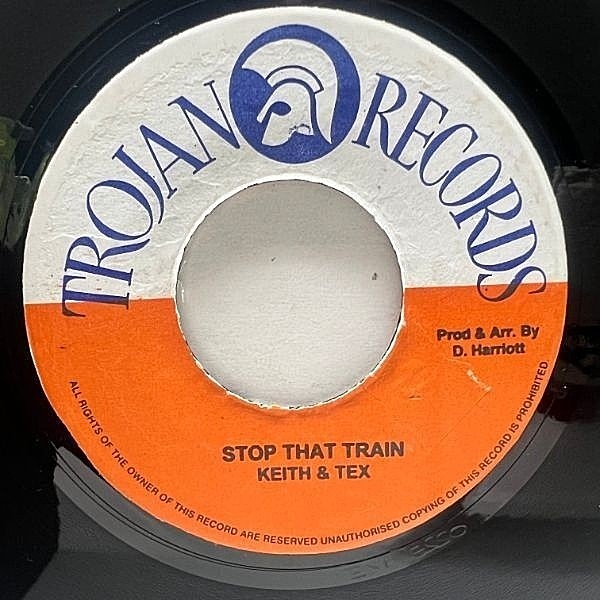 TROJAN RECORDS
Prod & Arr. By
D. Harriott
STOP THAT TRAIN
KEITH & TEX
ALL RIGHTS OF THE OWNER OF THIS RECORD ARE RESERVED UNAUTHORISED COPYING OF THIS RECORD IS PROHIBITED.